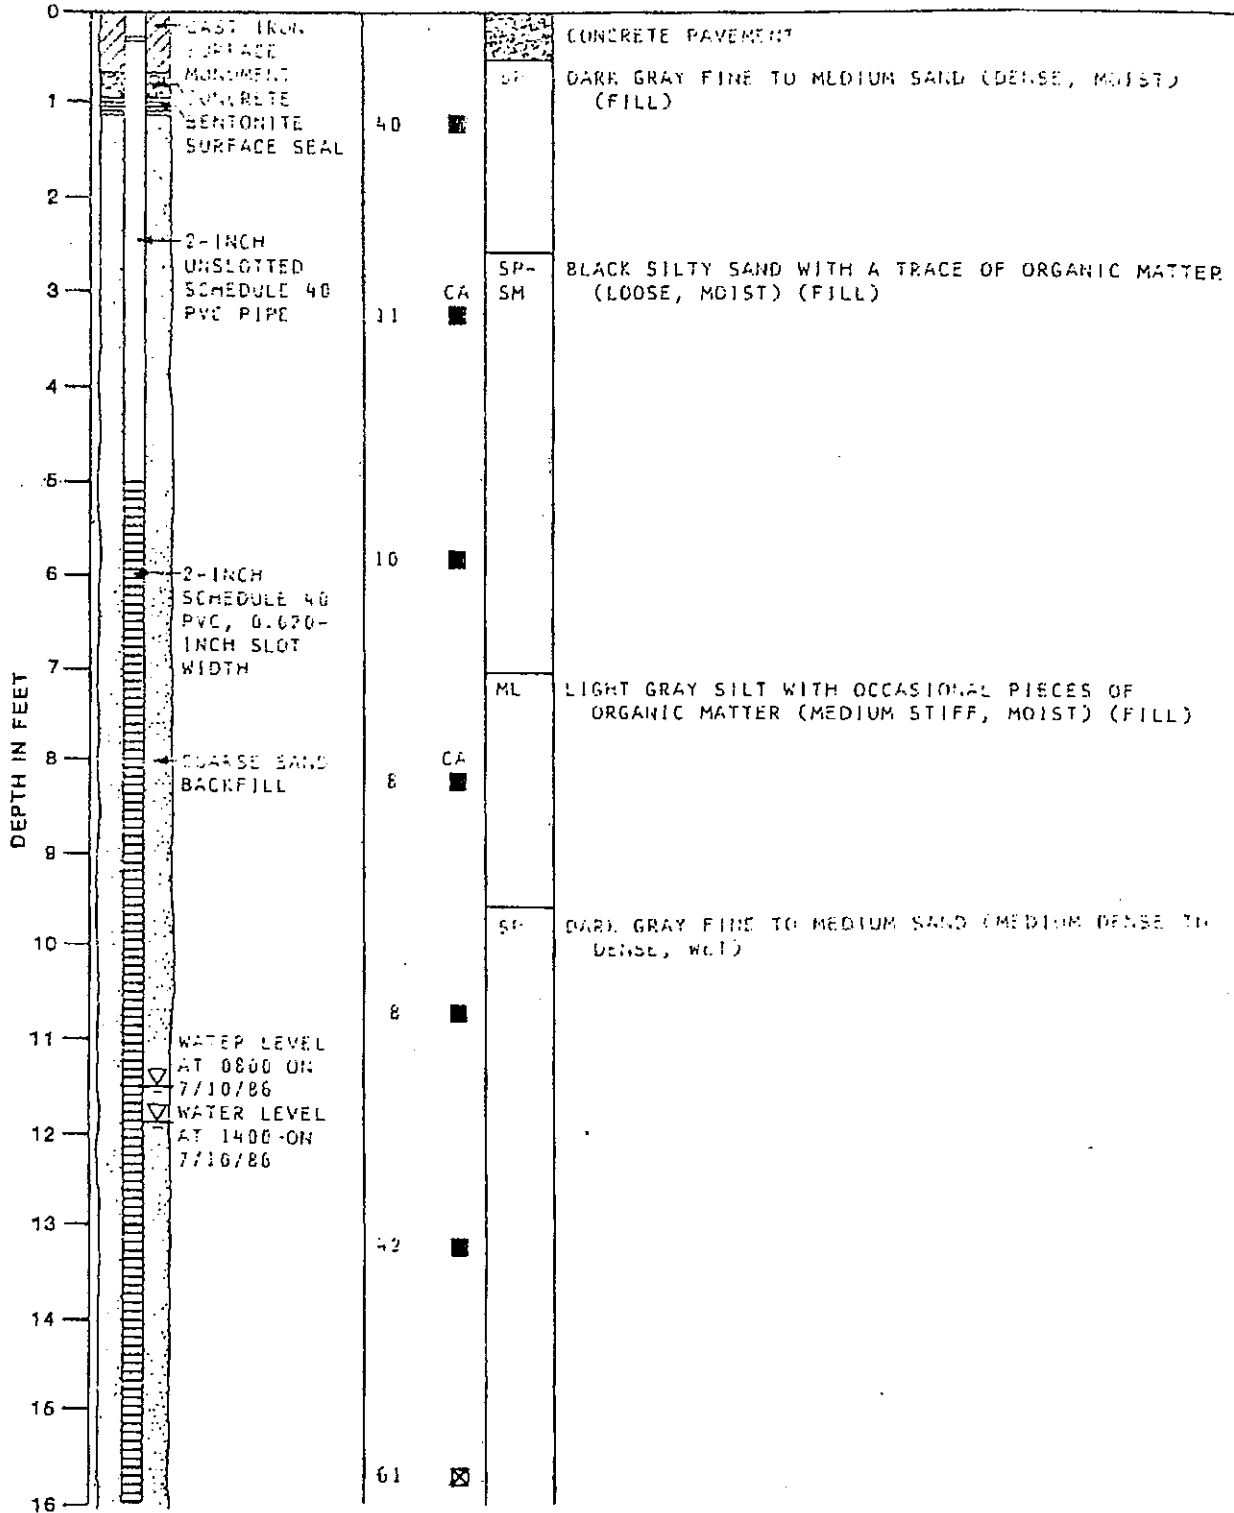 0
CAST IRON
SURFACE
MONUMENT
CONCRETE
BENTONITE
SURFACE SEAL
CONCRETE PAVEMENT
SP
DARK GRAY FINE TO MEDIUM SAND (DENSE, MOIST)
(FILL)
1
40
2
2-INCH
UNSLOTTED
SCHEDULE 40
PVC PIPE
SP-
SM
BLACK SILTY SAND WITH A TRACE OF ORGANIC MATTER
(LOOSE, MOIST) (FILL)
3
CA
11
4
5
10
6
2-INCH
SCHEDULE 40
PVC, 0.020-
INCH SLOT
WIDTH
7
ML
LIGHT GRAY SILT WITH OCCASIONAL PIECES OF
ORGANIC MATTER (MEDIUM STIFF, MOIST) (FILL)
DEPTH IN FEET
8
COARSE SAND
BACKFILL
CA
8
9
SP
DARK GRAY FINE TO MEDIUM SAND (MEDIUM DENSE TO
DENSE, WET)
10
8
11
WATER LEVEL
AT 0800 ON
7/10/86
WATER LEVEL
AT 1400 ON
7/10/86
12
13
42
14
15
61
16